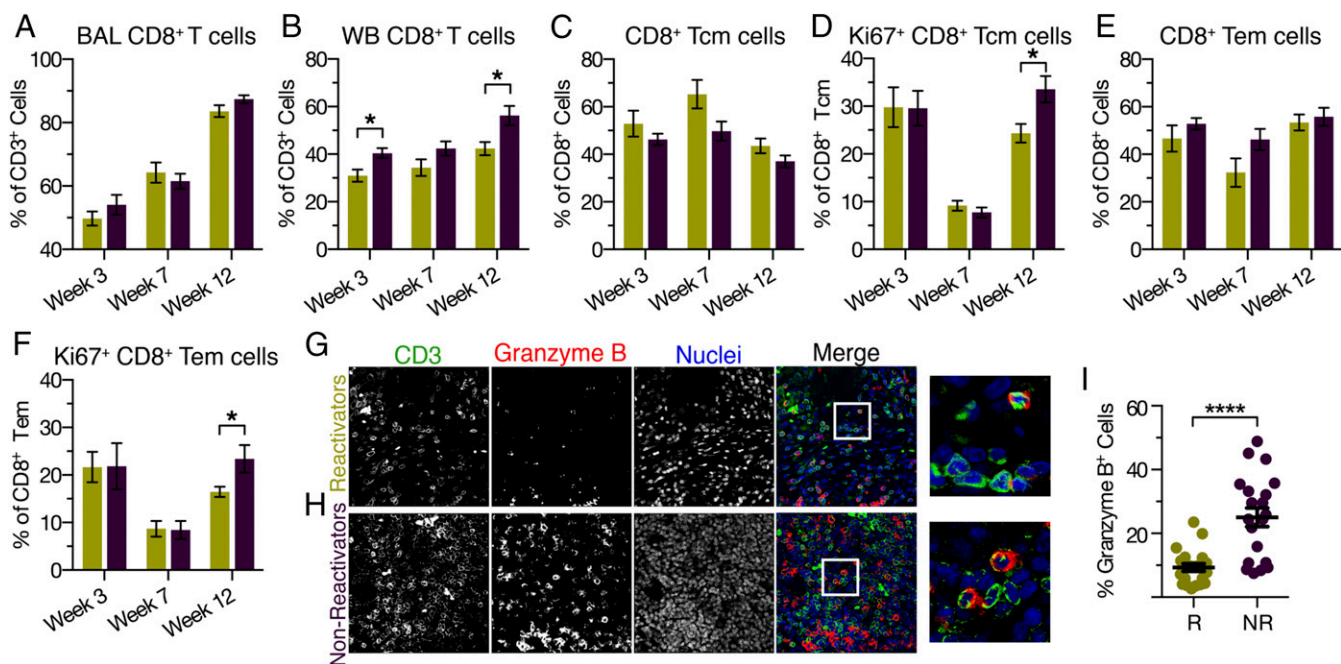 A
BAL CD8⁺ T cells
% of CD3⁺ Cells
100
80
60
40
Week 3
Week 7
Week 12
B
WB CD8⁺ T cells
% of CD3⁺ Cells
80
60
40
20
0
*
*
Week 3
Week 7
Week 12
C
CD8⁺ Tcm cells
% of CD8⁺ Cells
80
60
40
20
0
Week 3
Week 7
Week 12
D
Ki67⁺ CD8⁺ Tcm cells
% of CD8⁺ Tcm
40
30
20
10
0
*
Week 3
Week 7
Week 12
E
CD8⁺ Tem cells
% of CD8⁺ Cells
80
60
40
20
0
Week 3
Week 7
Week 12
F
Ki67⁺ CD8⁺ Tem cells
% of CD8⁺ Tem
40
30
20
10
0
*
Week 3
Week 7
Week 12
G
CD3
Granzyme B
Nuclei
Merge
Reactivators
H
Non-Reactivators
I
% Granzyme B⁺ Cells
60
40
20
****
R
NR